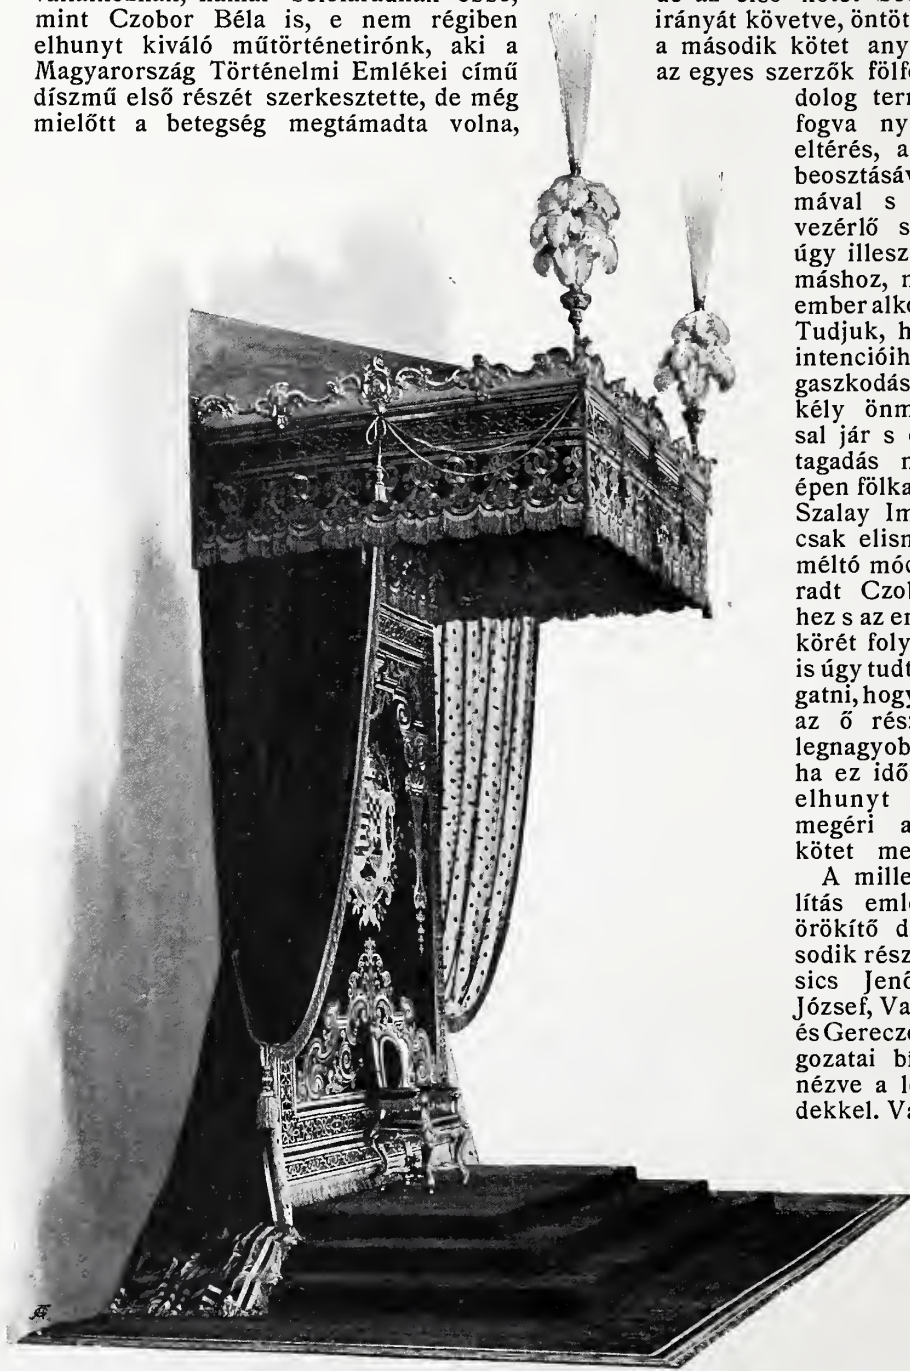 mint Czobor Béla is, e nem régiben
elhunyt kiváló műtörténetirónk, aki a
Magyarország Történelmi Emlékei című
díszmű első részét szerkesztette, de még
mielőtt a betegség megtámadta volna,
irányát követve, öntöt
a második kötet any
az egyes szerzők fölf
dolog ter
fogva ny
eltérés, a
beosztásáv
mával s
vezérlő s
úgy illesz
máshoz, n
ember alk
Tudjuk, h
intencióih
gaszkodás
kély önm
sal jár s
tagadás
épen fölka
Szalay Im
csak elism
méltó mó
radt Czo
hez s az e
körét foly
is úgy tudt
gatni, hogy
az ő rés
legnagyob
ha ez idő
elhunyt
megéri a
kötet me
A mille
lítás eml
örökítő d
sodik rész
sics Jenő
József, Va
és Gerecze
gozatai b
nézve a l
dekkel. Va